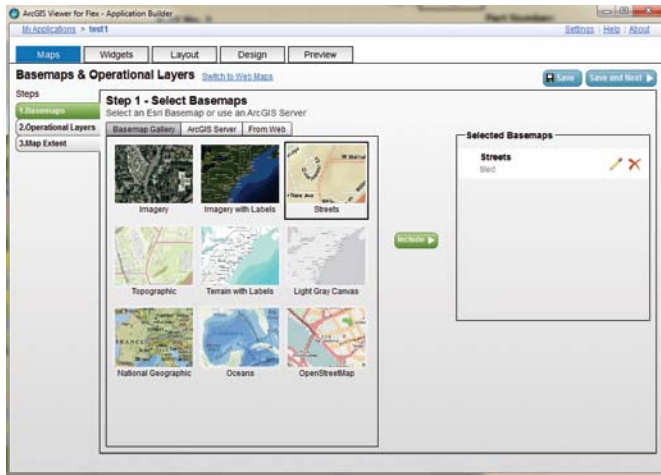 ArcGIS Viewer for Flex - Application Builder
My Applications > test1
Settings | Help | About
Maps
Widgets
Layout
Design
Preview
Basemaps & Operational Layers Switch to Web Maps
Save
Save and Next
Steps
1.Basemaps
2.Operational Layers
3.Map Extent
Step 1 - Select Basemaps
Select an Esri Basemap or use an ArcGIS Server
Basemap Gallery
ArcGIS Server
From Web
Imagery
Imagery with Labels
Streets
Topographic
Terrain with Labels
Light Gray Canvas
National Geographic
Oceans
OpenStreetMap
Include
Selected Basemaps
Streets
tiled